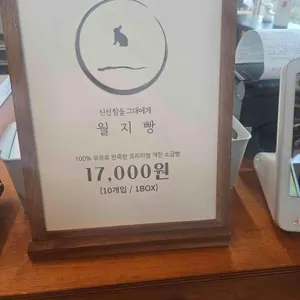 신선함을 그대에게
월지빵
100% 우유로 반죽한 프리미엄 계란 소금빵
17,000원
(10개입 / 1BOX)